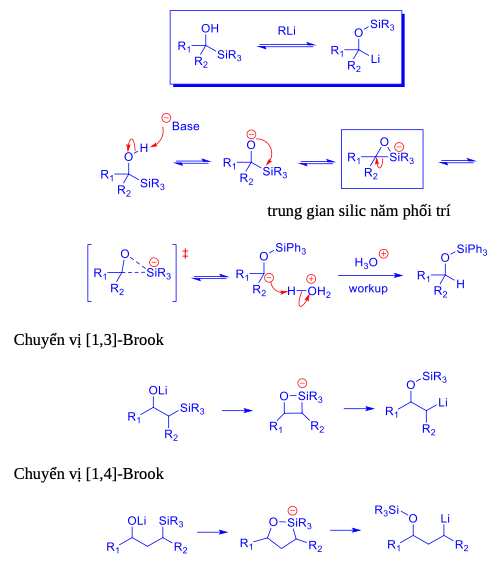 OH
R1 SiR3
R2
RLi
O SiR3
R1 Li
R2
⊖ Base
O H
R1 SiR3
R2
O⊖
R1 SiR3
R2
O ⊖
R1 SiR3
R2
trung gian silic năm phối trí
O ⊖
R1 SiR3
R2
‡
O SiPh3
R1 ⊖
R2
H OH2 ⊕
H3O⊕
workup
O SiPh3
R1 H
R2
Chuyển vị [1,3]-Brook
OLi
SiR3
R1
R2
⊖
O SiR3
R1 R2
O SiR3
Li
R1
R2
Chuyển vị [1,4]-Brook
OLi SiR3
R1 R2
⊖
O SiR3
R1 R2
R3Si
O Li
R1 R2